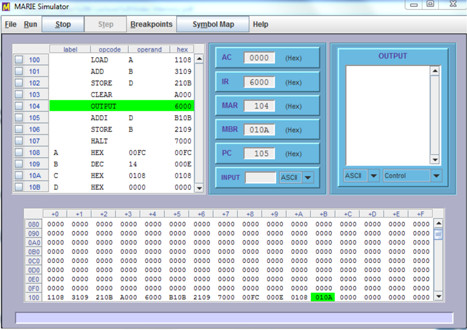 MARIE Simulator
File Run Stop Step Breakpoints Symbol Map Help
label opcode operand hex
100 LOAD A 1108
101 ADD B 3109
102 STORE D 210B
103 CLEAR A000
104 OUTPUT 6000
105 ADDI D B10B
106 STORE B 2109
107 HALT 7000
108 A HEX 00FC 00FC
109 B DEC 14 000E
10A C HEX 0108 0108
10B D HEX 0000 0000
AC 0000 (Hex)
IR 6000 (Hex)
MAR 104 (Hex)
MBR 010A (Hex)
PC 105 (Hex)
INPUT ASCII
OUTPUT
ASCII Control
+0 +1 +2 +3 +4 +5 +6 +7 +8 +9 +A +B +C +D +E +F
080 0000 0000 0000 0000 0000 0000 0000 0000 0000 0000 0000 0000 0000 0000 0000 0000
090 0000 0000 0000 0000 0000 0000 0000 0000 0000 0000 0000 0000 0000 0000 0000 0000
0A0 0000 0000 0000 0000 0000 0000 0000 0000 0000 0000 0000 0000 0000 0000 0000 0000
0B0 0000 0000 0000 0000 0000 0000 0000 0000 0000 0000 0000 0000 0000 0000 0000 0000
0C0 0000 0000 0000 0000 0000 0000 0000 0000 0000 0000 0000 0000 0000 0000 0000 0000
0D0 0000 0000 0000 0000 0000 0000 0000 0000 0000 0000 0000 0000 0000 0000 0000 0000
0E0 0000 0000 0000 0000 0000 0000 0000 0000 0000 0000 0000 0000 0000 0000 0000 0000
0F0 0000 0000 0000 0000 0000 0000 0000 0000 0000 0000 0000 0000 0000 0000 0000 0000
100 1108 3109 210B A000 6000 B10B 2109 7000 00FC 000E 0108 010A 0000 0000 0000 0000